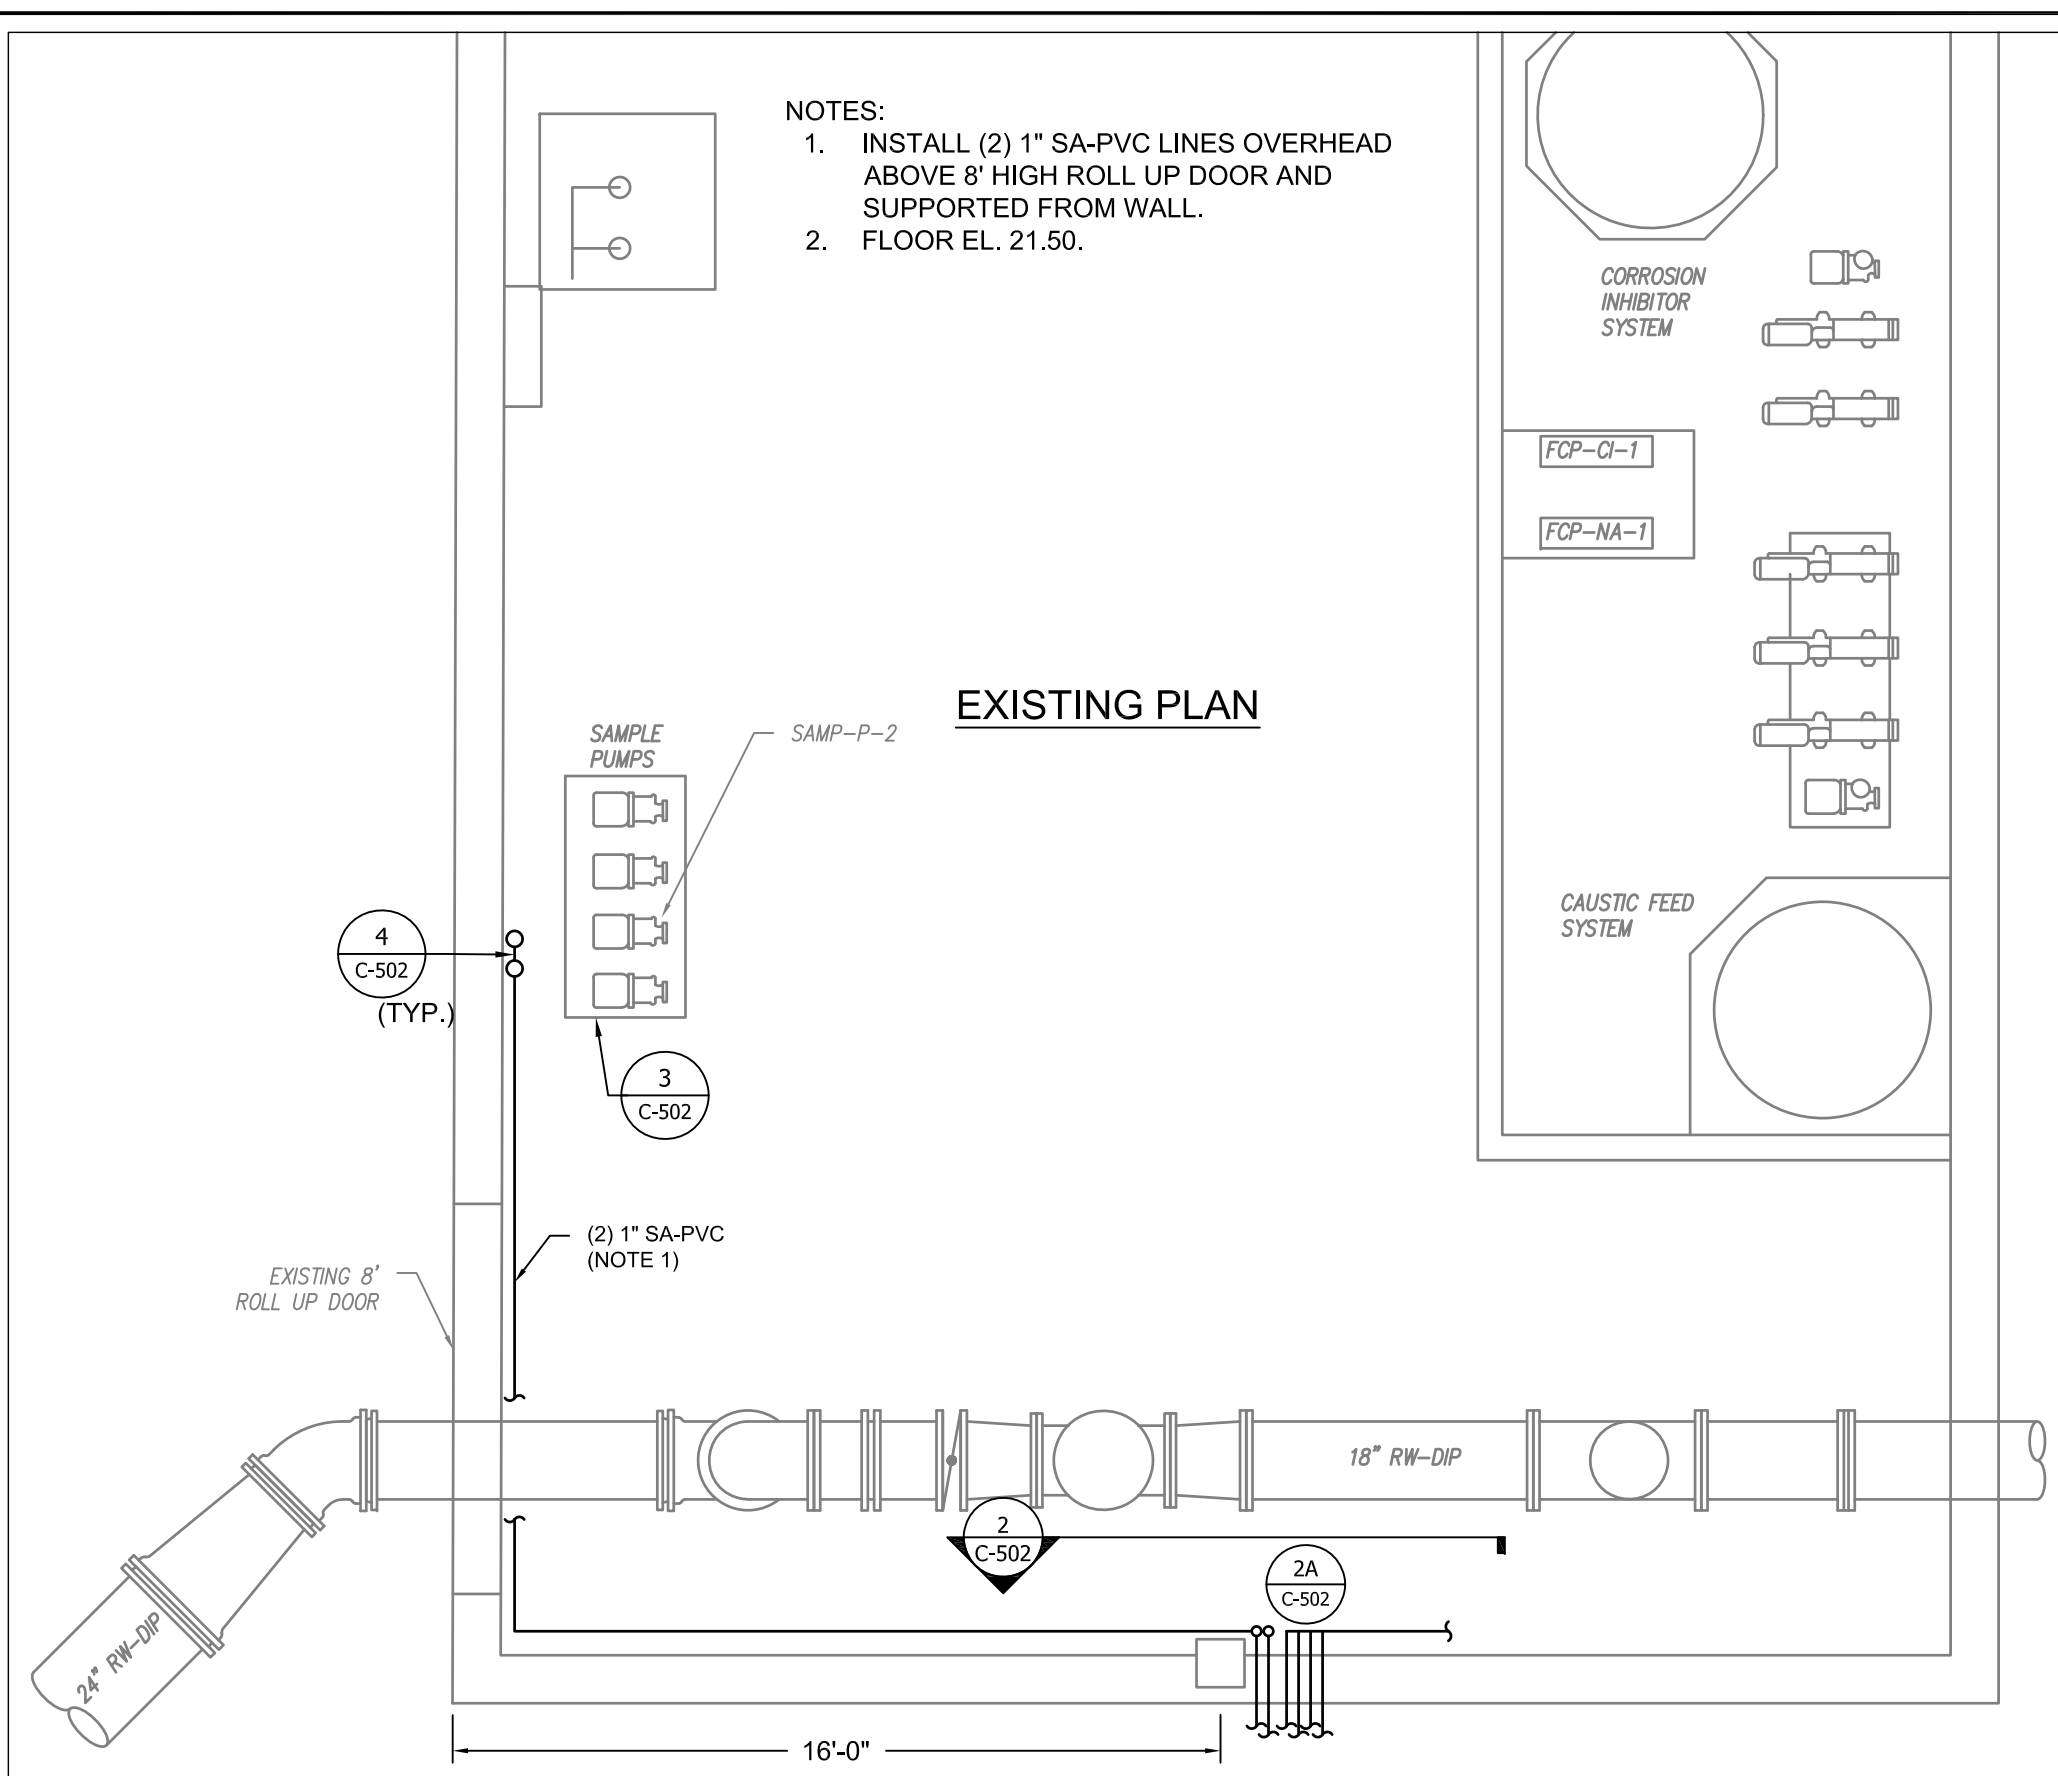 NOTES:
1. INSTALL (2) 1" SA-PVC LINES OVERHEAD
ABOVE 8' HIGH ROLL UP DOOR AND
SUPPORTED FROM WALL.
2. FLOOR EL. 21.50.
CORROSION
INHIBITOR
SYSTEM
FCP-CI-1
FCP-NA-1
EXISTING PLAN
SAMPLE
PUMPS
SAMP-P-2
CAUSTIC FEED
SYSTEM
4
C-502
(TYP.)
3
C-502
(2) 1" SA-PVC
(NOTE 1)
EXISTING 8'
ROLL UP DOOR
18" RW-DIP
2
C-502
2A
C-502
24" RW-DIP
16'-0"